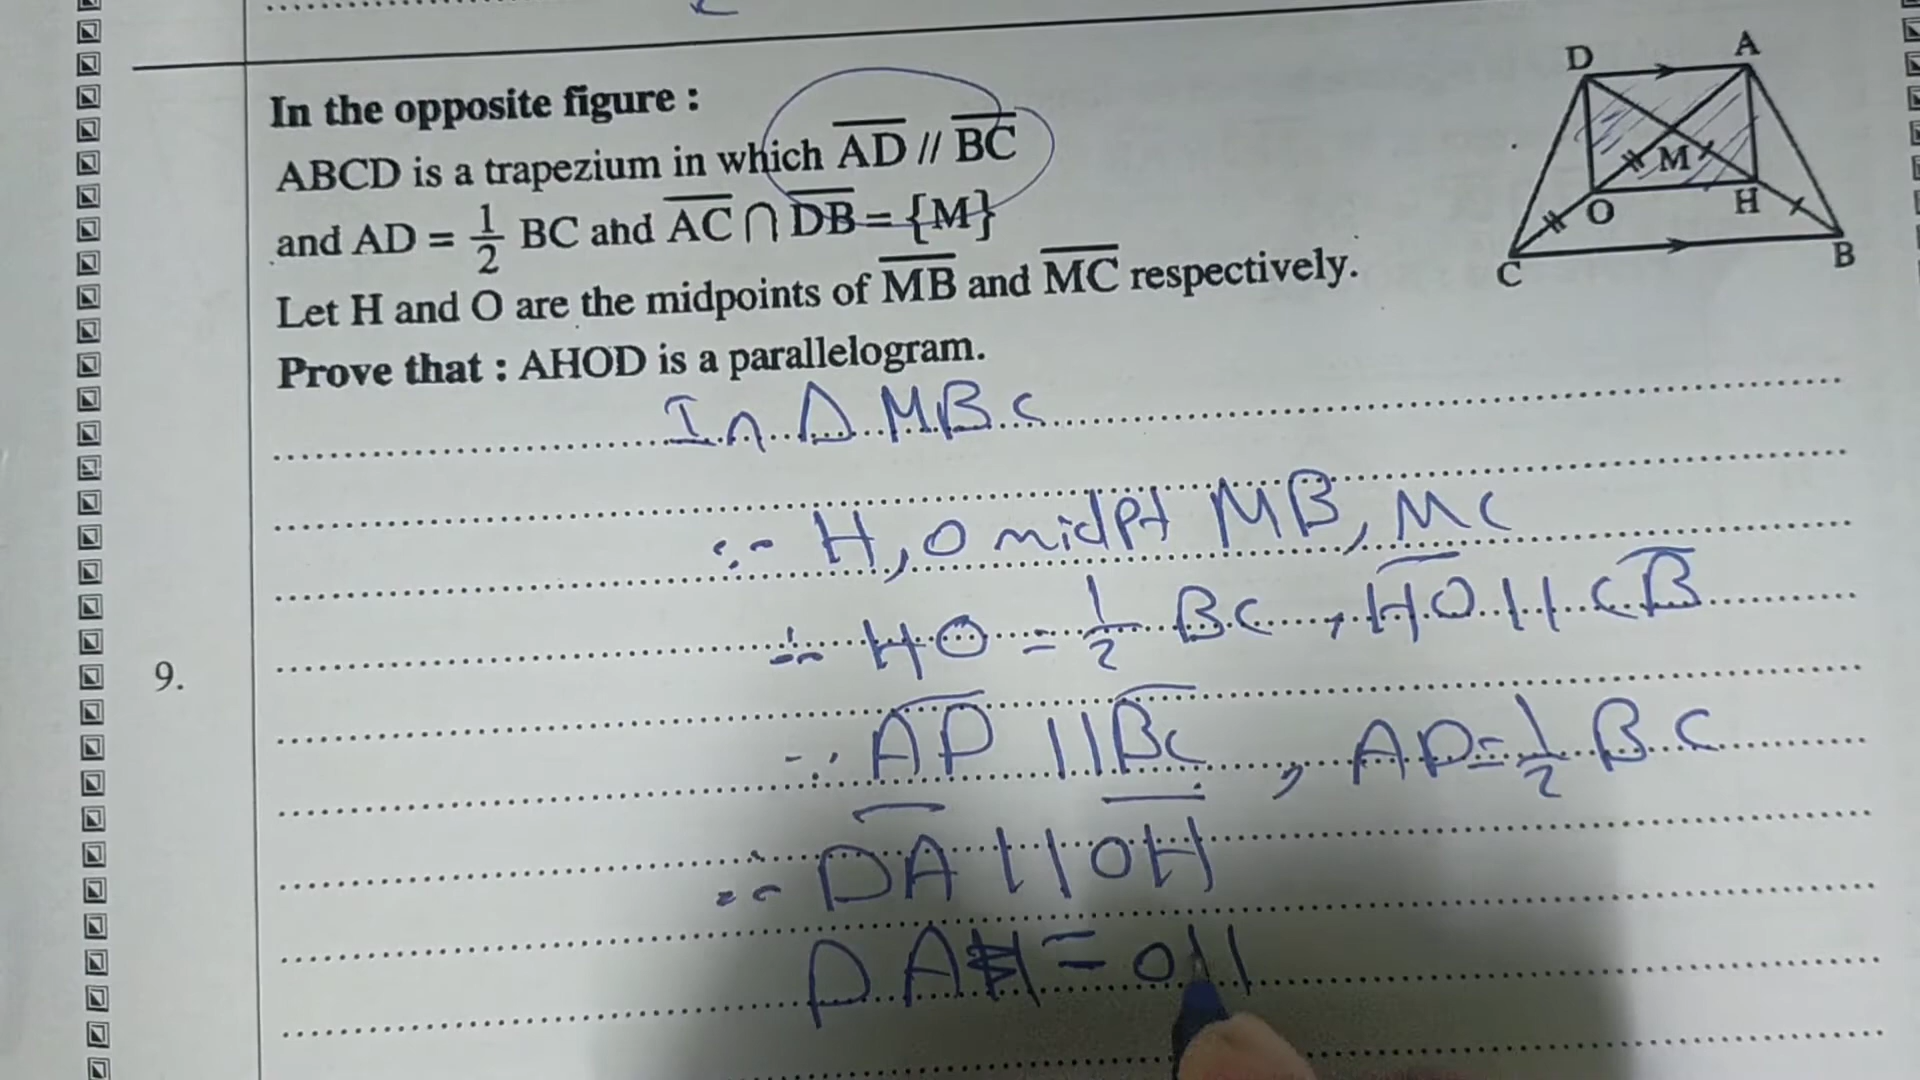 In the opposite figure :
ABCD is a trapezium in which AD // BC
and AD = 1/2 BC and AC ∩ DB = {M}
Let H and O are the midpoints of MB and MC respectively.
Prove that : AHOD is a parallelogram.
D A
M
O H
C B
In Δ MBC
∵ H, O midpt MB, MC
∴ HO = 1/2 BC, HO // CB
9.
∵ AD // BC , AD = 1/2 BC
∴ DA // OH
DA = OH